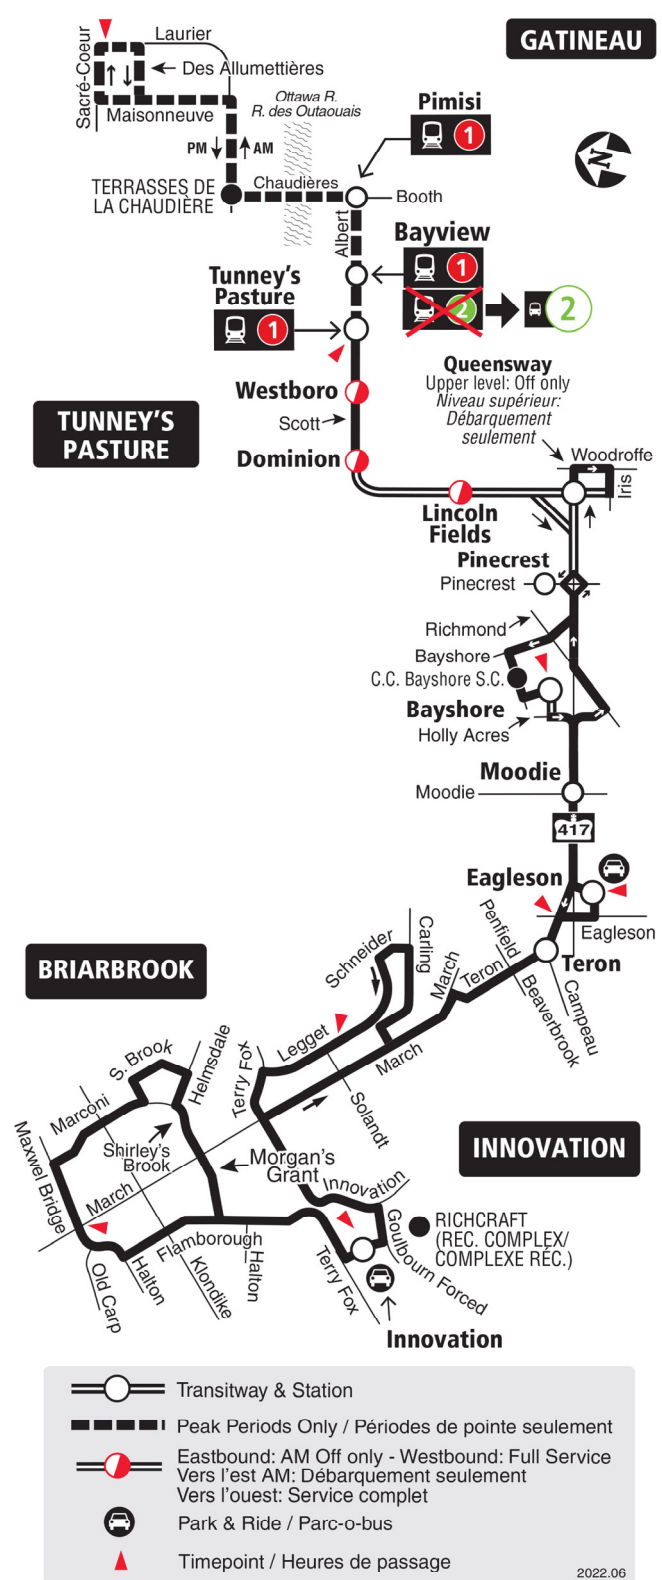 GATINEAU
Laurier
Sacré-Coeur
Des Allumettières
Maisonneuve
Ottawa R.
R. des Outaouais
Pimisi
1
N
PM
AM
TERRASSES DE
LA CHAUDIÈRE
Chaudières
Booth
Albert
Bayview
1
2
2
Tunney's
Pasture
1
Queensway
Upper level: Off only
Niveau supérieur:
Débarquement
seulement
Westboro
TUNNEY'S
PASTURE
Scott
Dominion
Woodroffe
Iris
Lincoln
Fields
Pinecrest
Pinecrest
Richmond
Bayshore
C.C. Bayshore S.C.
Bayshore
Holly Acres
Moodie
Moodie
417
Eagleson
Eagleson
Teron
Penfield
Beaverbrook
Campeau
Teron
March
Carling
Schneider
BRIARBROOK
Legget
March
Solandt
Terry Fox
Helmsdale
S. Brook
Marconi
Shirley's
Brook
Maxwel Bridge
March
Morgan's
Grant
INNOVATION
Innovation
Goulbourn Forced
RICHCRAFT
(REC. COMPLEX/
COMPLEXE RÉC.)
Flamborough
Halton
Klondike
Halton
Old Carp
Terry Fox
Innovation
Transitway & Station
Peak Periods Only / Périodes de pointe seulement
Eastbound: AM Off only - Westbound: Full Service
Vers l'est AM: Débarquement seulement
Vers l'ouest: Service complet
Park & Ride / Parc-o-bus
Timepoint / Heures de passage
2022.06